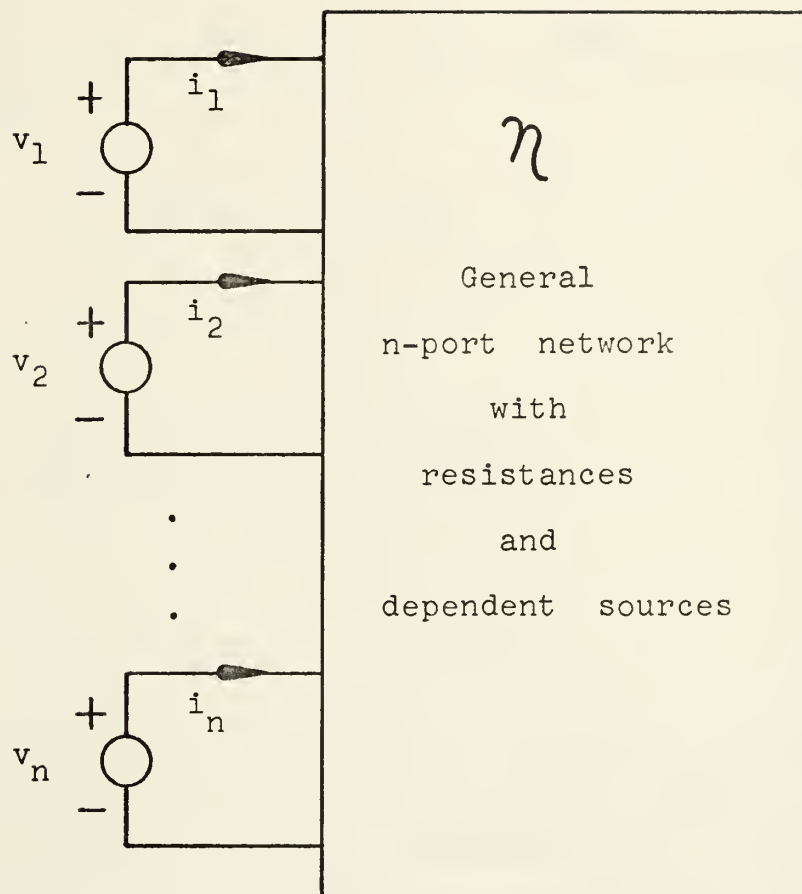 +
i₁
v₁
−
η
General
+
i₂
n-port network
v₂
with
−
resistances
and
dependent sources
+
iₙ
vₙ
−